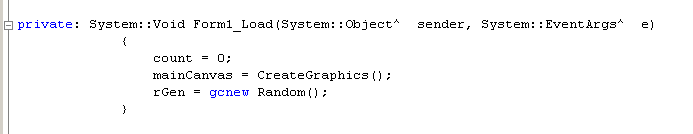 private: System::Void Form1_Load(System::Object^  sender, System::EventArgs^  e)
{
count = 0;
mainCanvas = CreateGraphics();
rGen = gcnew Random();
}